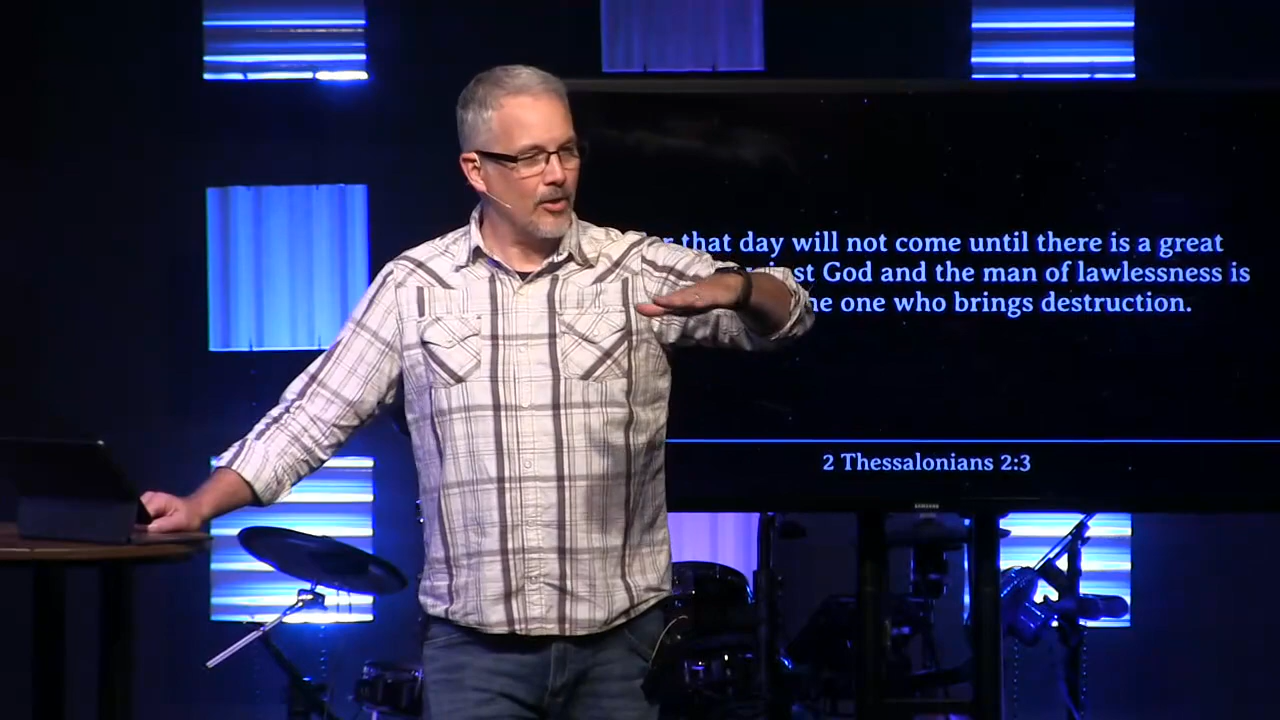 that day will not come until there is a great
God and the man of lawlessness is
one who brings destruction.
2 Thessalonians 2:3
SAMSUNG